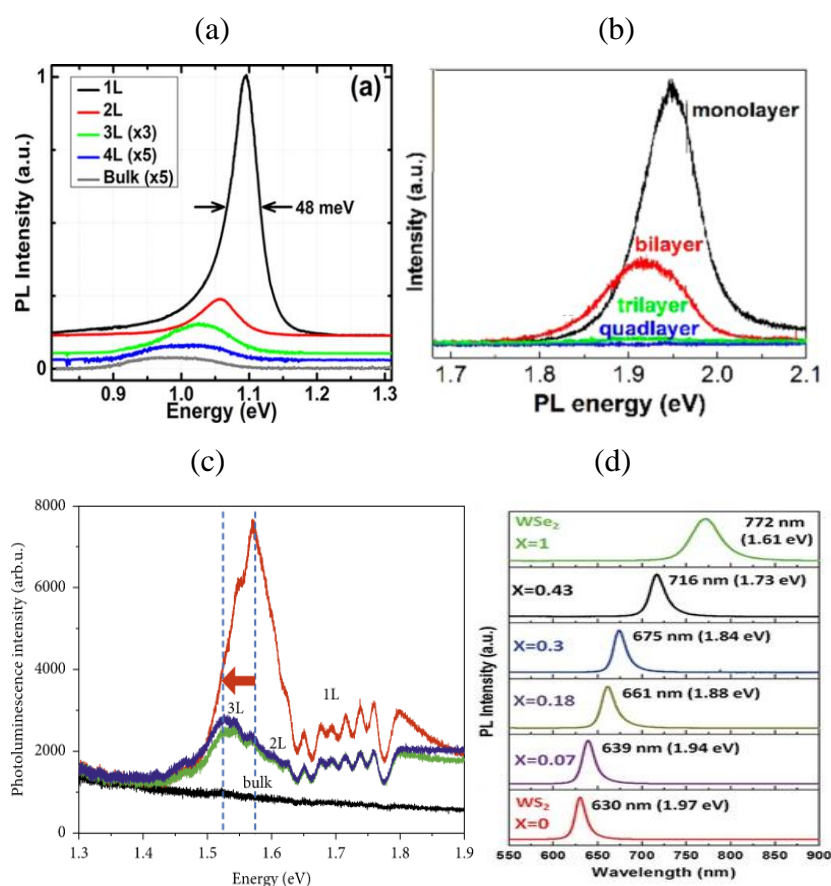 (a)
(b)
1
1L
2L
3L (x3)
4L (x5)
Bulk (x5)
(a)
48 meV
PL Intensity (a.u.)
0
0.9 1.0 1.1 1.2 1.3
Energy (eV)
monolayer
bilayer
trilayer
quadlayer
Intensity (a.u.)
1.7 1.8 1.9 2.0 2.1
PL energy (eV)
(c)
(d)
8000
6000
4000
2000
0
Photoluminescence intensity (arb.u.)
1L
3L
2L
bulk
1.3 1.4 1.5 1.6 1.7 1.8 1.9
Energy (eV)
WSe₂
X=1
772 nm
(1.61 eV)
X=0.43
716 nm (1.73 eV)
X=0.3
675 nm (1.84 eV)
X=0.18
661 nm (1.88 eV)
X=0.07
639 nm (1.94 eV)
WS₂
X=0
630 nm (1.97 eV)
PL Intensity (a.u.)
550 600 650 700 750 800 850 900
Wavelength (nm)